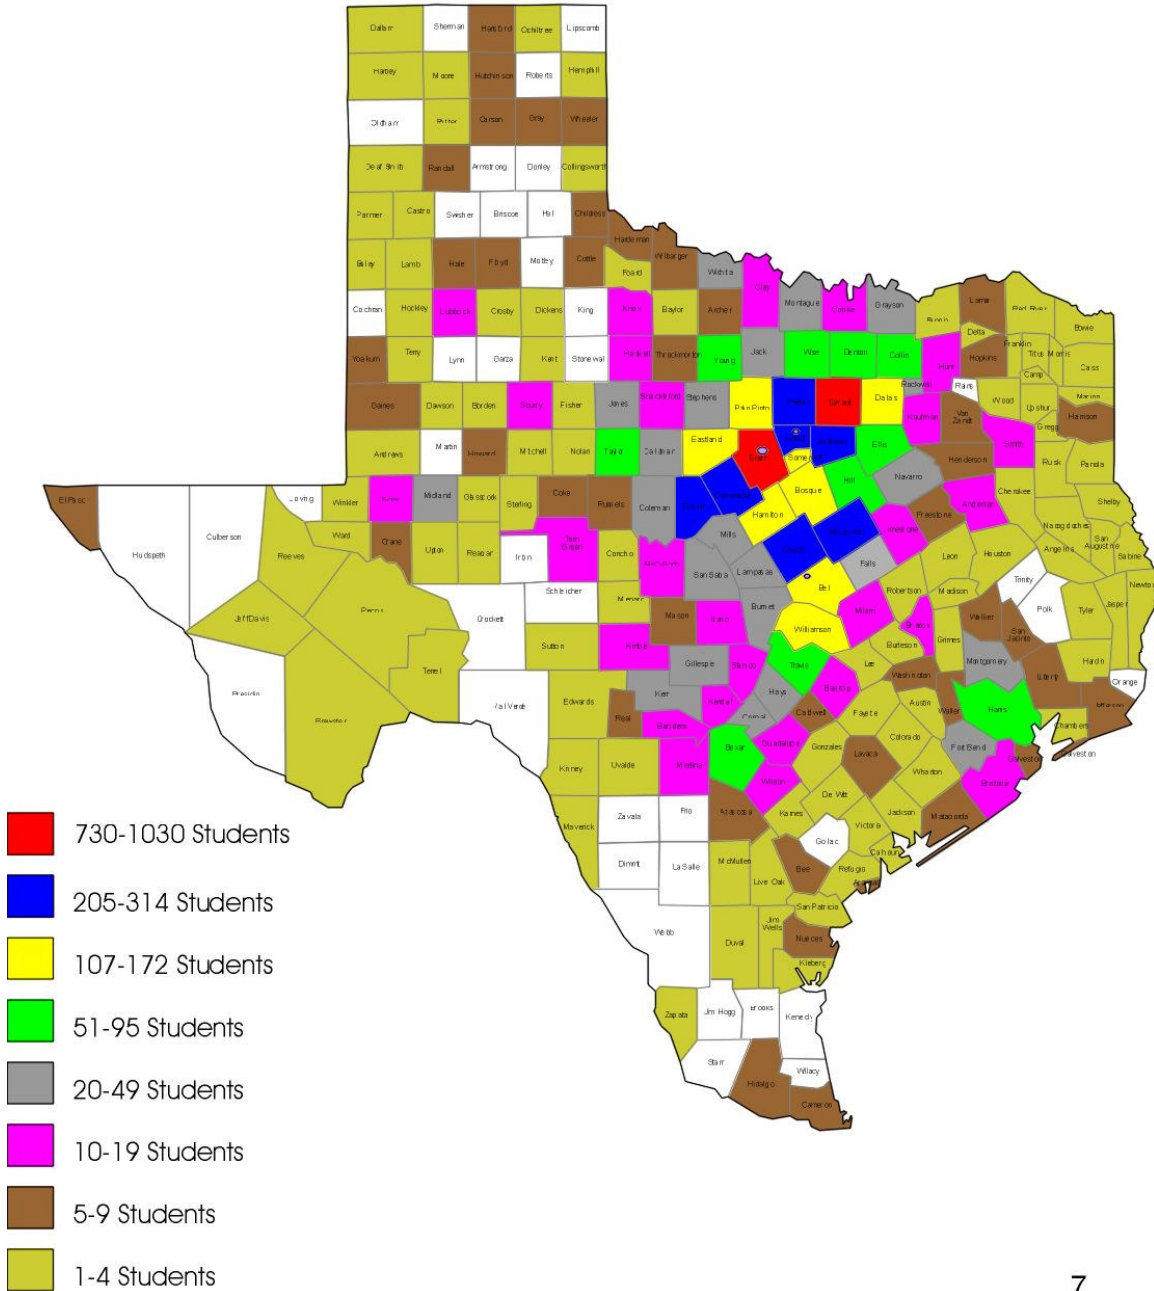 Dallam Sherman Hansford Ochiltree Lipscomb
Hartley Moore Hutchinson Roberts Hemphill
Oldham Potter Carson Gray Wheeler
Deaf Smith Randall Armstrong Donley Collingsworth
Parmer Castro Swisher Briscoe Hall Childress
Hardeman Wilbarger Wichita
Bailey Lamb Hale Floyd Motley Cottle Foard
Clay Montague Cooke Grayson
Cochran Hockley Lubbock Crosby Dickens King Knox Baylor Archer
Lamar Red River Bowie Delta
Yoakum Terry Lynn Garza Kent Stonewall Haskell Throckmorton Young Jack Wise Denton Collin Hunt Hopkins Franklin Titus Morris Cass
Camp Rockwall Rains Wood Upshur Marion
Gaines Dawson Borden Scurry Fisher Jones Shackelford Stephens Palo Pinto Dallas Kaufman Van Zandt Harrison Gregg Smith
Andrews Martin Howard Mitchell Nolan Taylor Callahan Eastland Ellis Henderson Rusk Panola
Somervell Hill Navarro
El Paso Loving Winkler Midland Glasscock Sterling Coke Runnels Coleman Hamilton Bosque Freestone Anderson Cherokee Shelby
Hudspeth Culberson Reeves Ward Crane Upton Reagan Irion Tom Green Concho Mills Falls Leon Houston Nacogdoches San Augustine Sabine Angelina
San Saba Lampasas Bell Robertson Madison Trinity Polk Tyler Jasper Newton
Jeff Davis Crockett Schleicher Menard Mason Burnet Milam Williamson Walker San Jacinto
Terrell Sutton Kimble Gillespie Travis Lee Burleson Grimes Montgomery Hardin Orange
Presidio Brewster Val Verde Edwards Real Kerr Kendall Hays Bastrop Caldwell Fayette Washington Austin Waller Harris Liberty Chambers Jefferson
Bandera Comal Guadalupe Gonzales Colorado Fort Bend Galveston Galveston
Kinney Uvalde Medina Bexar Wilson Lavaca Wharton Brazoria
Maverick Zavala Frio Atascosa Karnes De Witt Victoria Jackson Matagorda
Dimmit La Salle McMullen Live Oak Bee Goliad Refugio Calhoun
Webb Duval Jim Wells San Patricio Nueces
Kleberg
Zapata Jim Hogg Brooks Kenedy
Starr Hidalgo Willacy
Cameron
730-1030 Students
205-314 Students
107-172 Students
51-95 Students
20-49 Students
10-19 Students
5-9 Students
1-4 Students
7